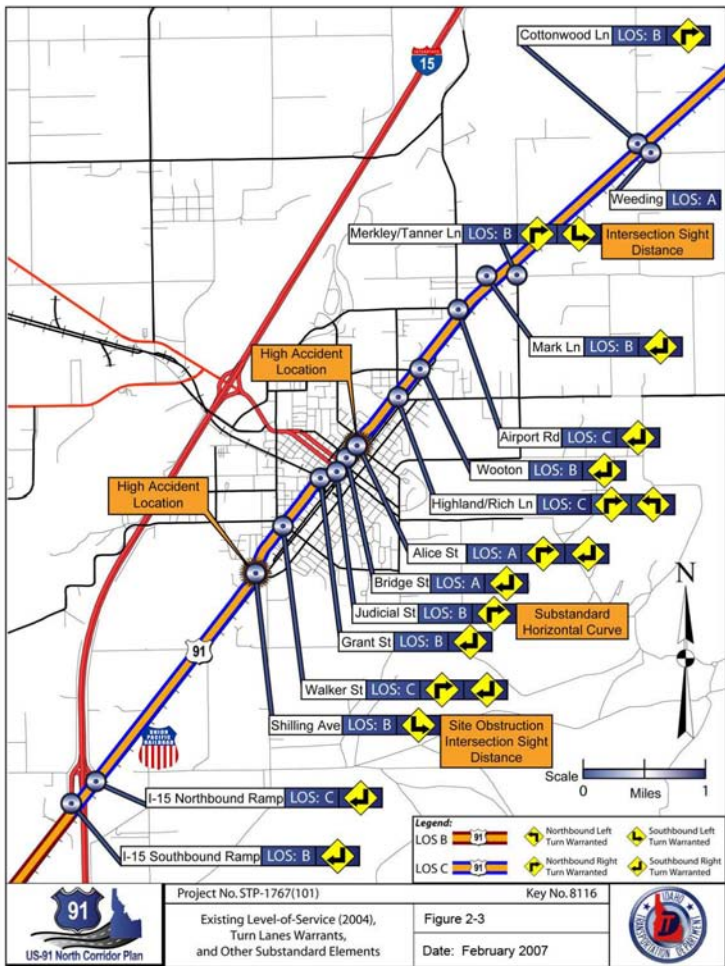 Cottonwood Ln LOS: B
INTERSTATE
15
Weeding LOS: A
Merkley/Tanner Ln LOS: B
Intersection Sight
Distance
High Accident
Location
Mark Ln LOS: B
Airport Rd LOS: C
Wooton LOS: B
High Accident
Location
Highland/Rich Ln LOS: C
Alice St LOS: A
Bridge St LOS: A
N
Judicial St LOS: B
Substandard
Horizontal Curve
Grant St LOS: B
91
Walker St LOS: C
Shilling Ave LOS: B
Site Obstruction
Intersection Sight
Distance
UNION
PACIFIC
RAILROAD
Scale
0 Miles 1
I-15 Northbound Ramp LOS: C
I-15 Southbound Ramp LOS: B
Legend:
LOS B 91
Northbound Left
Turn Warranted
Southbound Left
Turn Warranted
LOS C 91
Northbound Right
Turn Warranted
Southbound Right
Turn Warranted
91
US-91 North Corridor Plan
Project No. STP-1767(101) Key No. 8116
Existing Level-of-Service (2004),
Turn Lanes Warrants,
and Other Substandard Elements
Figure 2-3
Date: February 2007
IDAHO
TRANSPORTATION DEPARTMENT